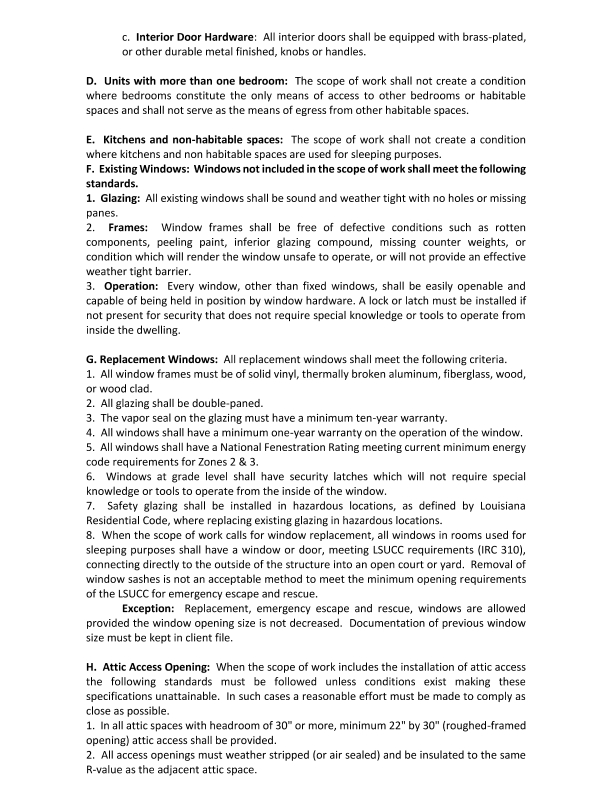 c. Interior Door Hardware: All interior doors shall be equipped with brass-plated,
or other durable metal finished, knobs or handles.
D. Units with more than one bedroom: The scope of work shall not create a condition
where bedrooms constitute the only means of access to other bedrooms or habitable
spaces and shall not serve as the means of egress from other habitable spaces.
E. Kitchens and non-habitable spaces: The scope of work shall not create a condition
where kitchens and non habitable spaces are used for sleeping purposes.
F. Existing Windows: Windows not included in the scope of work shall meet the following
standards.
1. Glazing: All existing windows shall be sound and weather tight with no holes or missing
panes.
2. Frames: Window frames shall be free of defective conditions such as rotten
components, peeling paint, inferior glazing compound, missing counter weights, or
condition which will render the window unsafe to operate, or will not provide an effective
weather tight barrier.
3. Operation: Every window, other than fixed windows, shall be easily openable and
capable of being held in position by window hardware. A lock or latch must be installed if
not present for security that does not require special knowledge or tools to operate from
inside the dwelling.
G. Replacement Windows: All replacement windows shall meet the following criteria.
1. All window frames must be of solid vinyl, thermally broken aluminum, fiberglass, wood,
or wood clad.
2. All glazing shall be double-paned.
3. The vapor seal on the glazing must have a minimum ten-year warranty.
4. All windows shall have a minimum one-year warranty on the operation of the window.
5. All windows shall have a National Fenestration Rating meeting current minimum energy
code requirements for Zones 2 & 3.
6. Windows at grade level shall have security latches which will not require special
knowledge or tools to operate from the inside of the window.
7. Safety glazing shall be installed in hazardous locations, as defined by Louisiana
Residential Code, where replacing existing glazing in hazardous locations.
8. When the scope of work calls for window replacement, all windows in rooms used for
sleeping purposes shall have a window or door, meeting LSUCC requirements (IRC 310),
connecting directly to the outside of the structure into an open court or yard. Removal of
window sashes is not an acceptable method to meet the minimum opening requirements
of the LSUCC for emergency escape and rescue.
Exception: Replacement, emergency escape and rescue, windows are allowed
provided the window opening size is not decreased. Documentation of previous window
size must be kept in client file.
H. Attic Access Opening: When the scope of work includes the installation of attic access
the following standards must be followed unless conditions exist making these
specifications unattainable. In such cases a reasonable effort must be made to comply as
close as possible.
1. In all attic spaces with headroom of 30" or more, minimum 22" by 30" (roughed-framed
opening) attic access shall be provided.
2. All access openings must weather stripped (or air sealed) and be insulated to the same
R-value as the adjacent attic space.